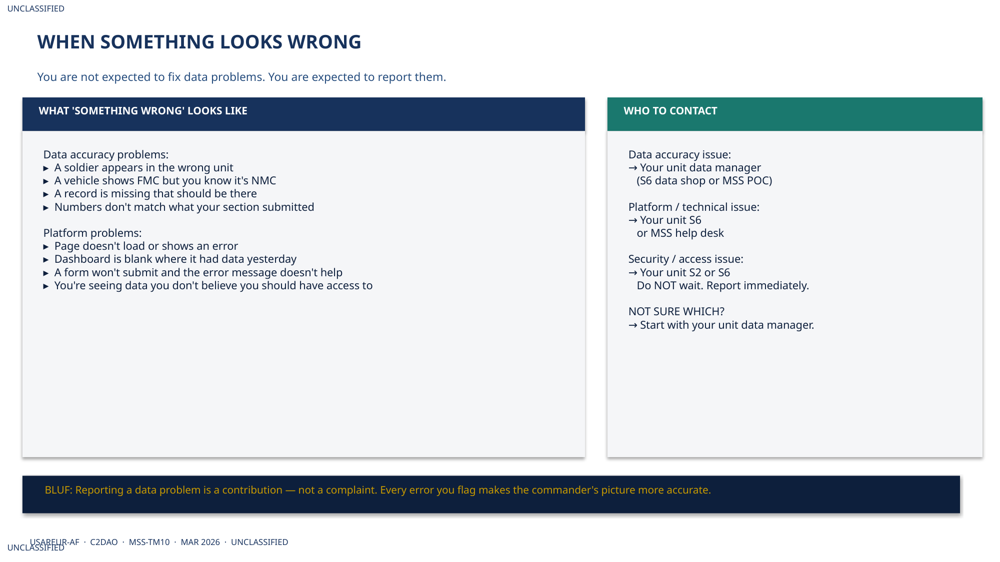 UNCLASSIFIED
WHEN SOMETHING LOOKS WRONG
You are not expected to fix data problems. You are expected to report them.
WHAT 'SOMETHING WRONG' LOOKS LIKE
Data accuracy problems:
▸ A soldier appears in the wrong unit
▸ A vehicle shows FMC but you know it's NMC
▸ A record is missing that should be there
▸ Numbers don't match what your section submitted
Platform problems:
▸ Page doesn't load or shows an error
▸ Dashboard is blank where it had data yesterday
▸ A form won't submit and the error message doesn't help
▸ You're seeing data you don't believe you should have access to
WHO TO CONTACT
Data accuracy issue:
→ Your unit data manager
(S6 data shop or MSS POC)
Platform / technical issue:
→ Your unit S6
or MSS help desk
Security / access issue:
→ Your unit S2 or S6
Do NOT wait. Report immediately.
NOT SURE WHICH?
→ Start with your unit data manager.
BLUF: Reporting a data problem is a contribution — not a complaint. Every error you flag makes the commander's picture more accurate.
USAREUR-AF · C2DAO · MSS-TM10 · MAR 2026 · UNCLASSIFIED
UNCLASSIFIED